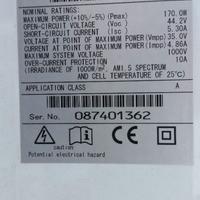 NOMINAL RATINGS:
MAXIMUM POWER (+10%/-5%) (Pmax) 170.0W
OPEN-CIRCUIT VOLTAGE (Voc) 44.2V
SHORT-CIRCUIT CURRENT (Isc) 5.30A
VOLTAGE AT POINT OF MAXIMUM POWER (Vmpp) 35.0V
CURRENT AT POINT OF MAXIMUM POWER (Impp) 4.86A
MAXIMUM SYSTEM VOLTAGE 1000V
OVER-CURRENT PROTECTION 10A
(IRRADIANCE OF 1000W/m², AM1.5 SPECTRUM
AND CELL TEMPERATURE OF 25℃)
APPLICATION CLASS A
Ser. No. 087401362
CE
Potential electricity hazard